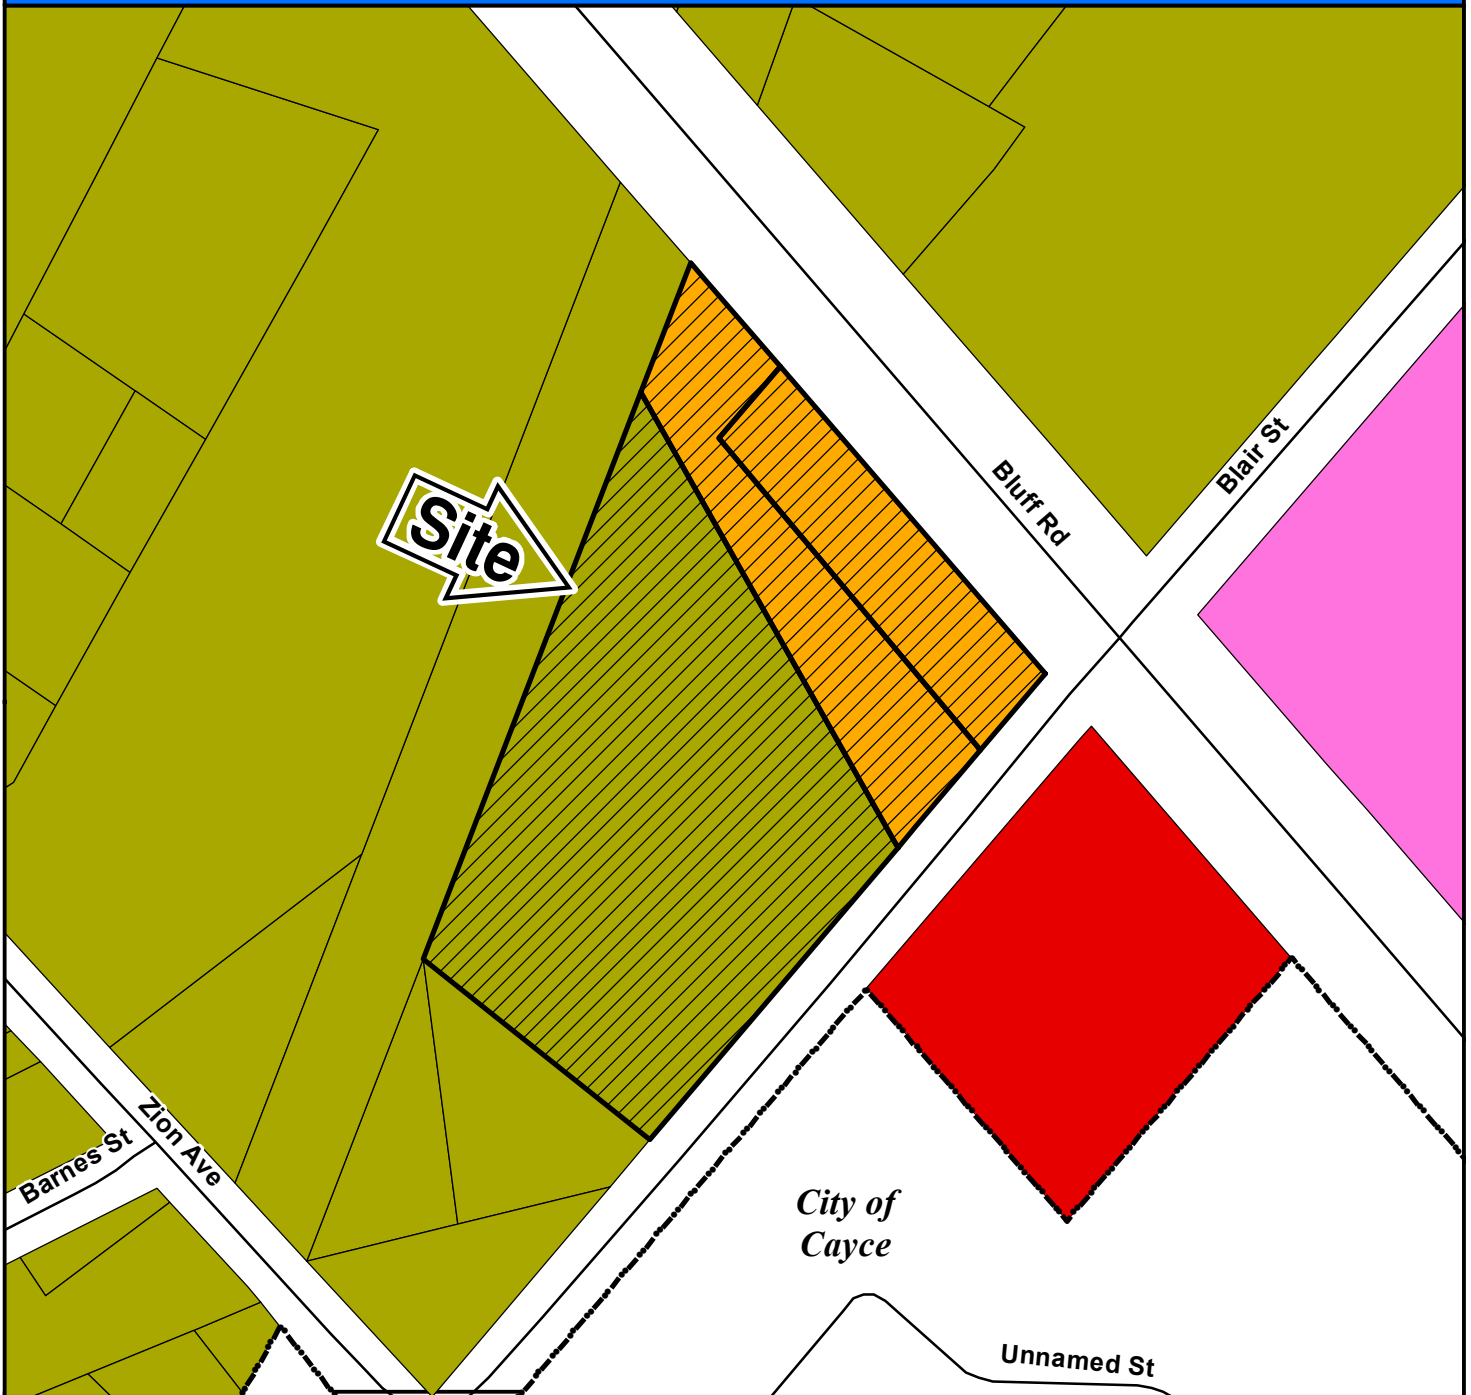 Site
Bluff Rd
Blair St
Zion Ave
Barnes St
City of
Cayce
Unnamed St